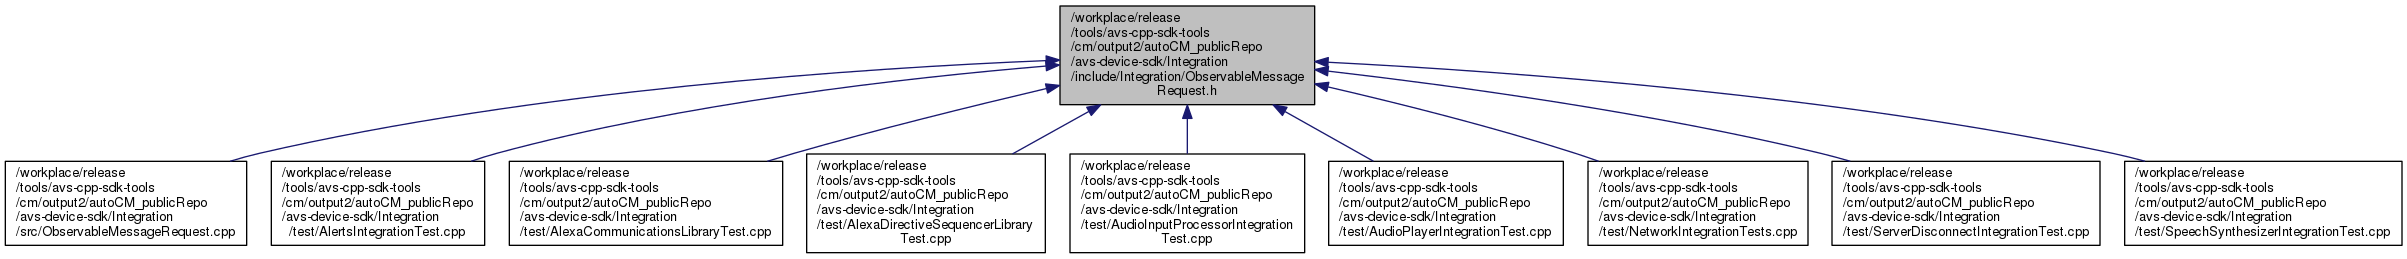 /workplace/release
/tools/avs-cpp-sdk-tools
/cm/output2/autoCM_publicRepo
/avs-device-sdk/Integration
/include/Integration/ObservableMessage
Request.h
/workplace/release
/tools/avs-cpp-sdk-tools
/cm/output2/autoCM_publicRepo
/avs-device-sdk/Integration
/src/ObservableMessageRequest.cpp
/workplace/release
/tools/avs-cpp-sdk-tools
/cm/output2/autoCM_publicRepo
/avs-device-sdk/Integration
/test/AlertsIntegrationTest.cpp
/workplace/release
/tools/avs-cpp-sdk-tools
/cm/output2/autoCM_publicRepo
/avs-device-sdk/Integration
/test/AlexaCommunicationsLibraryTest.cpp
/workplace/release
/tools/avs-cpp-sdk-tools
/cm/output2/autoCM_publicRepo
/avs-device-sdk/Integration
/test/AlexaDirectiveSequencerLibrary
Test.cpp
/workplace/release
/tools/avs-cpp-sdk-tools
/cm/output2/autoCM_publicRepo
/avs-device-sdk/Integration
/test/AudioInputProcessorIntegration
Test.cpp
/workplace/release
/tools/avs-cpp-sdk-tools
/cm/output2/autoCM_publicRepo
/avs-device-sdk/Integration
/test/AudioPlayerIntegrationTest.cpp
/workplace/release
/tools/avs-cpp-sdk-tools
/cm/output2/autoCM_publicRepo
/avs-device-sdk/Integration
/test/NetworkIntegrationTests.cpp
/workplace/release
/tools/avs-cpp-sdk-tools
/cm/output2/autoCM_publicRepo
/avs-device-sdk/Integration
/test/ServerDisconnectIntegrationTest.cpp
/workplace/release
/tools/avs-cpp-sdk-tools
/cm/output2/autoCM_publicRepo
/avs-device-sdk/Integration
/test/SpeechSynthesizerIntegrationTest.cpp